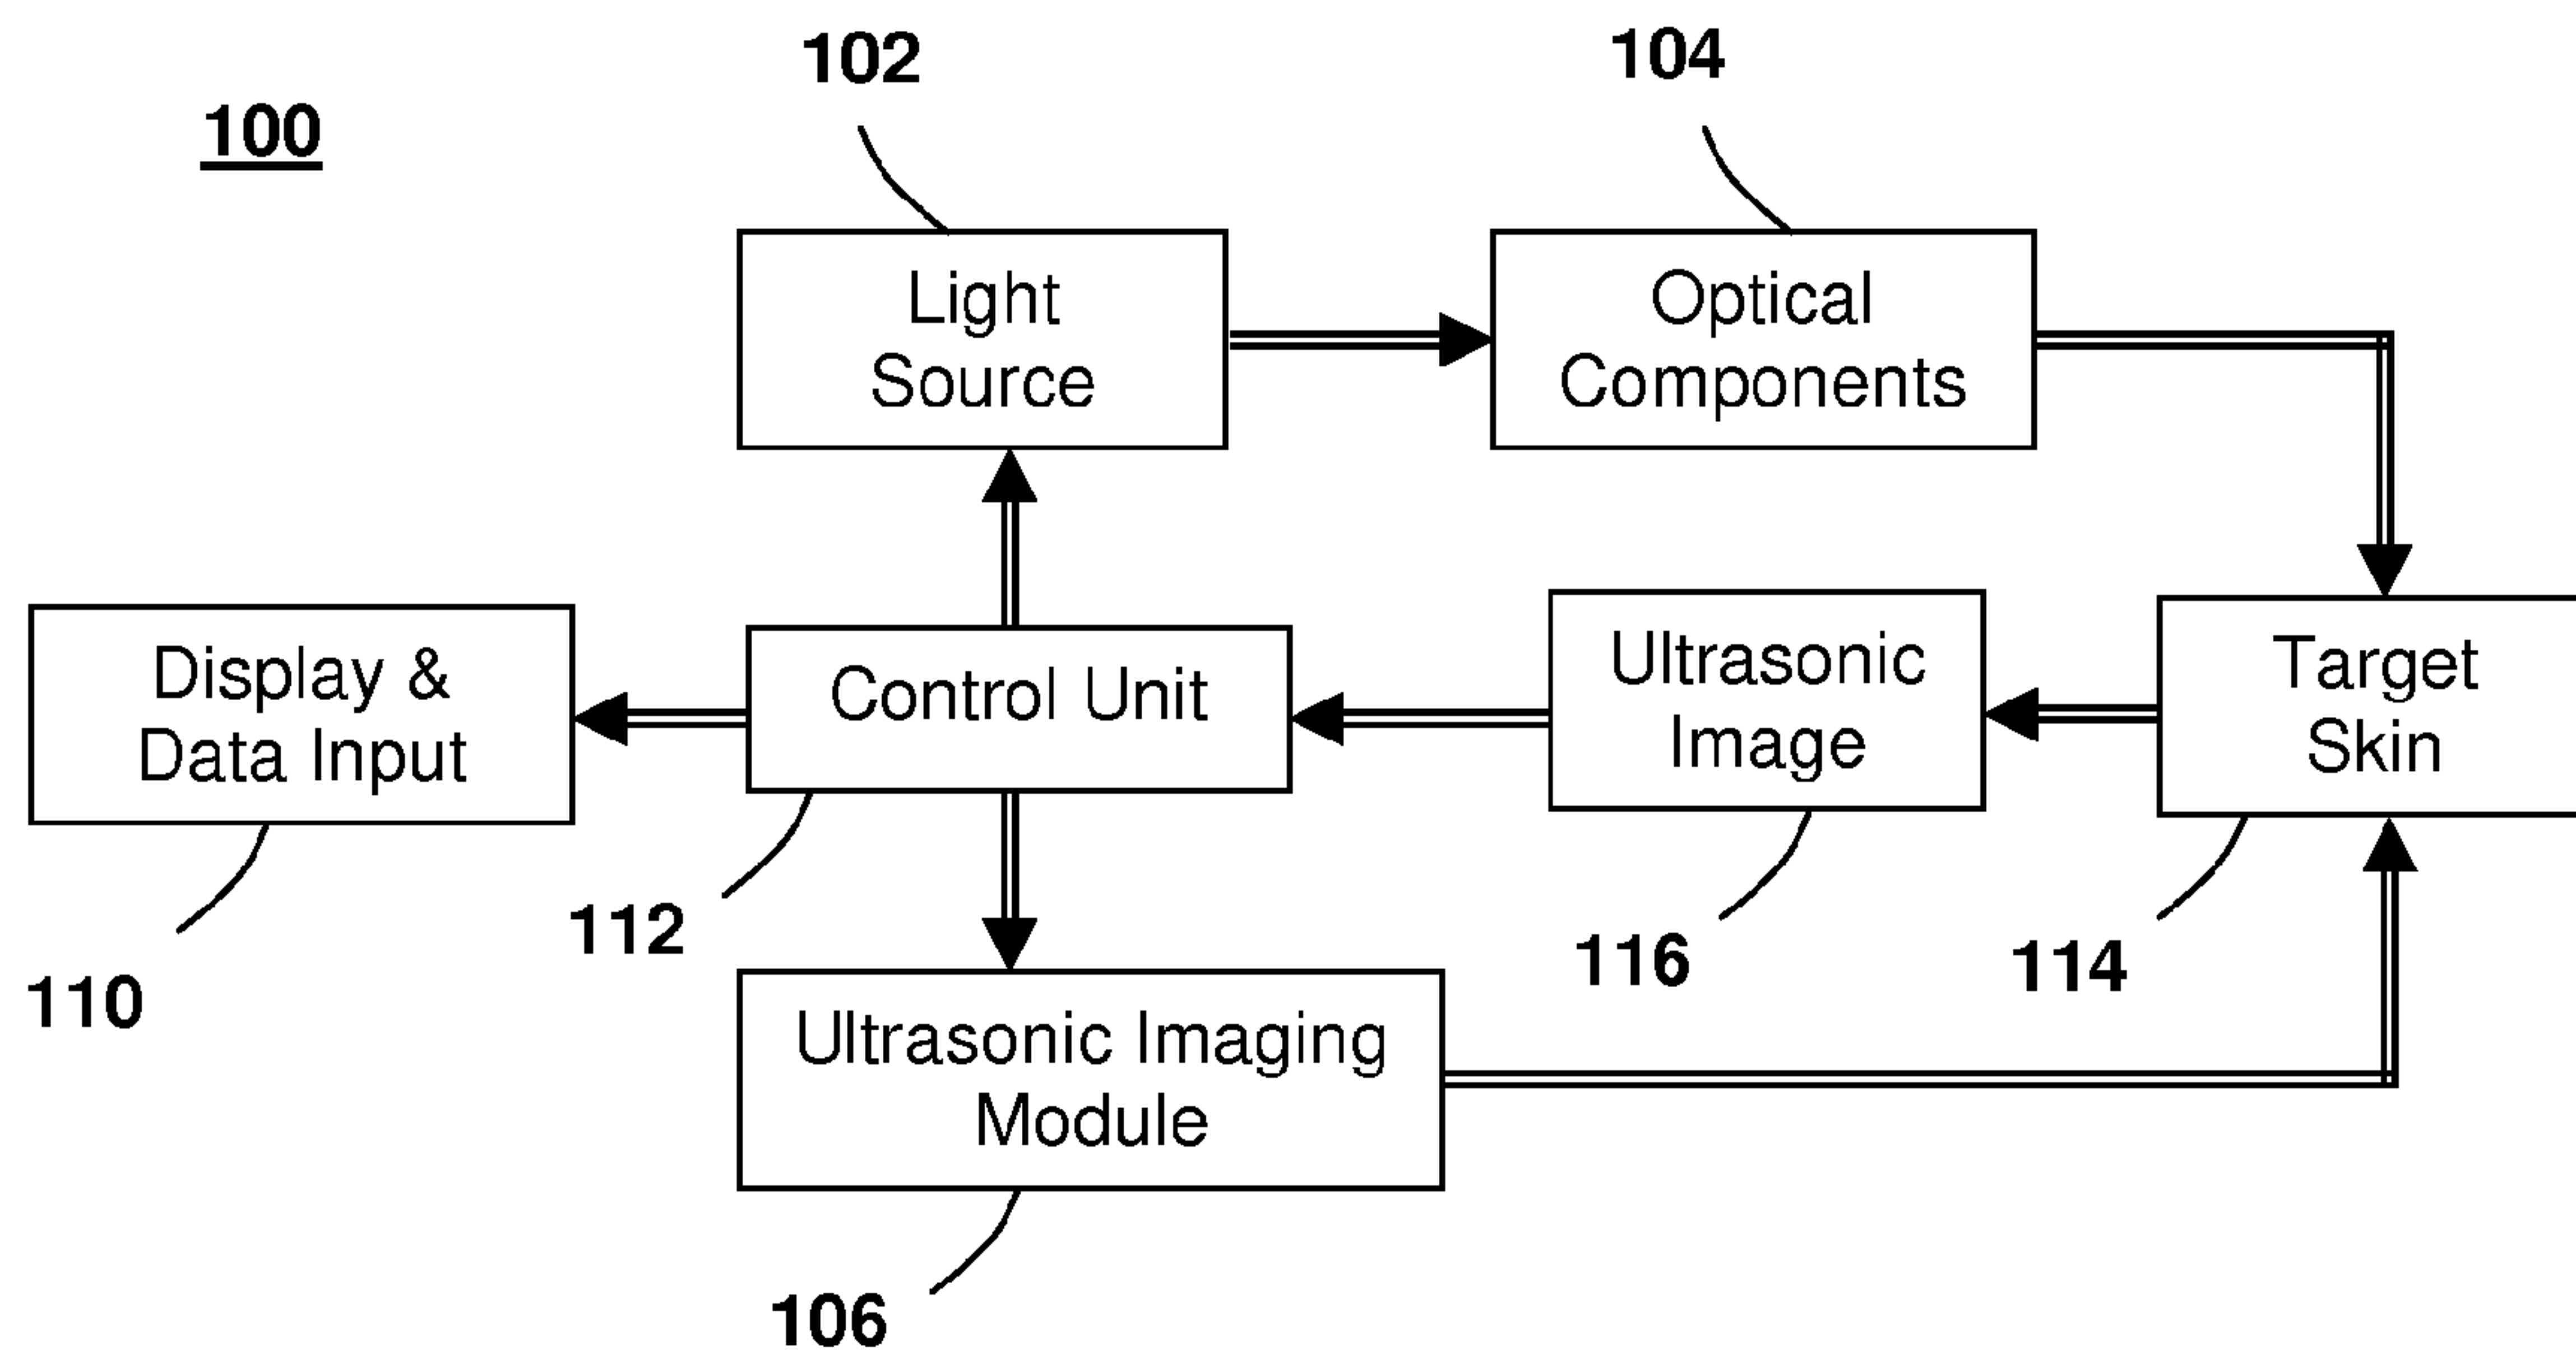 102
104
100
Light
Source
Optical
Components
Display &
Data Input
Control Unit
Ultrasonic
Image
Target
Skin
112
116
114
110
Ultrasonic Imaging
Module
106